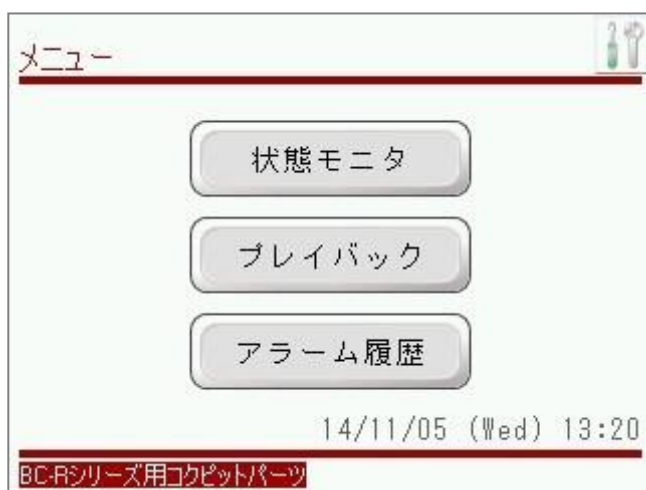 メニュー
状態モニタ
プレイバック
アラーム履歴
14/11/05 (Wed) 13:20
BC-Rシリーズ用コクピットパーツ